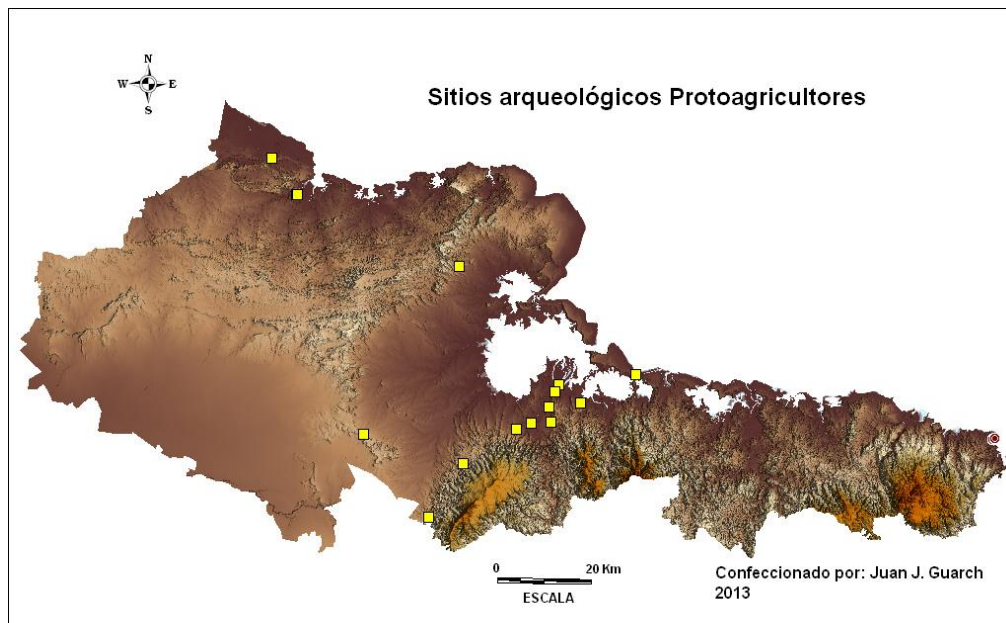 N
W E
S
Sitios arqueológicos Protoagricultores
0 20 Km
ESCALA
Confeccionado por: Juan J. Guarch
2013